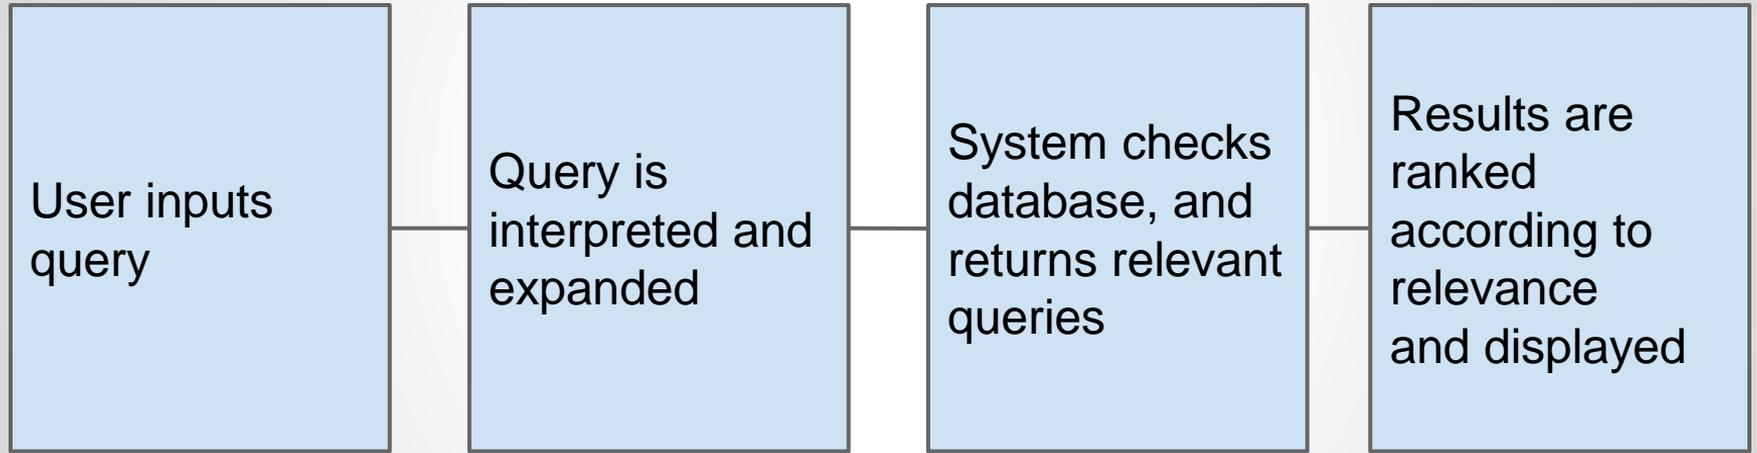 User inputs
query
Query is
interpreted and
expanded
System checks
database, and
returns relevant
queries
Results are
ranked
according to
relevance
and displayed